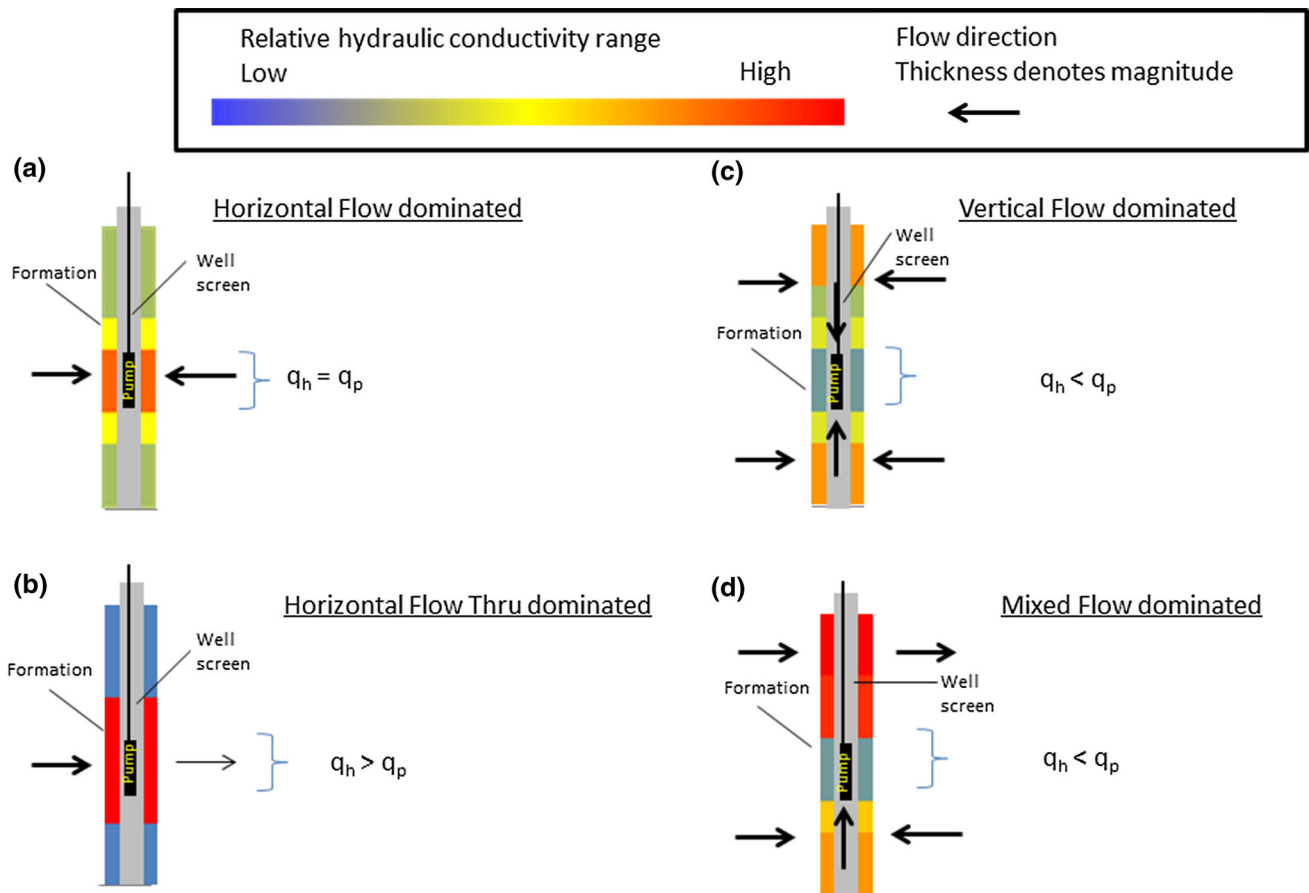 Relative hydraulic conductivity range
Low
High
Flow direction
Thickness denotes magnitude
(a)
Horizontal Flow dominated
Formation
Well
screen
Pump
qh = qp
(b)
Horizontal Flow Thru dominated
Formation
Well
screen
Pump
qh > qp
(c)
Vertical Flow dominated
Well
screen
Formation
Pump
qh < qp
(d)
Mixed Flow dominated
Formation
Well
screen
Pump
qh < qp